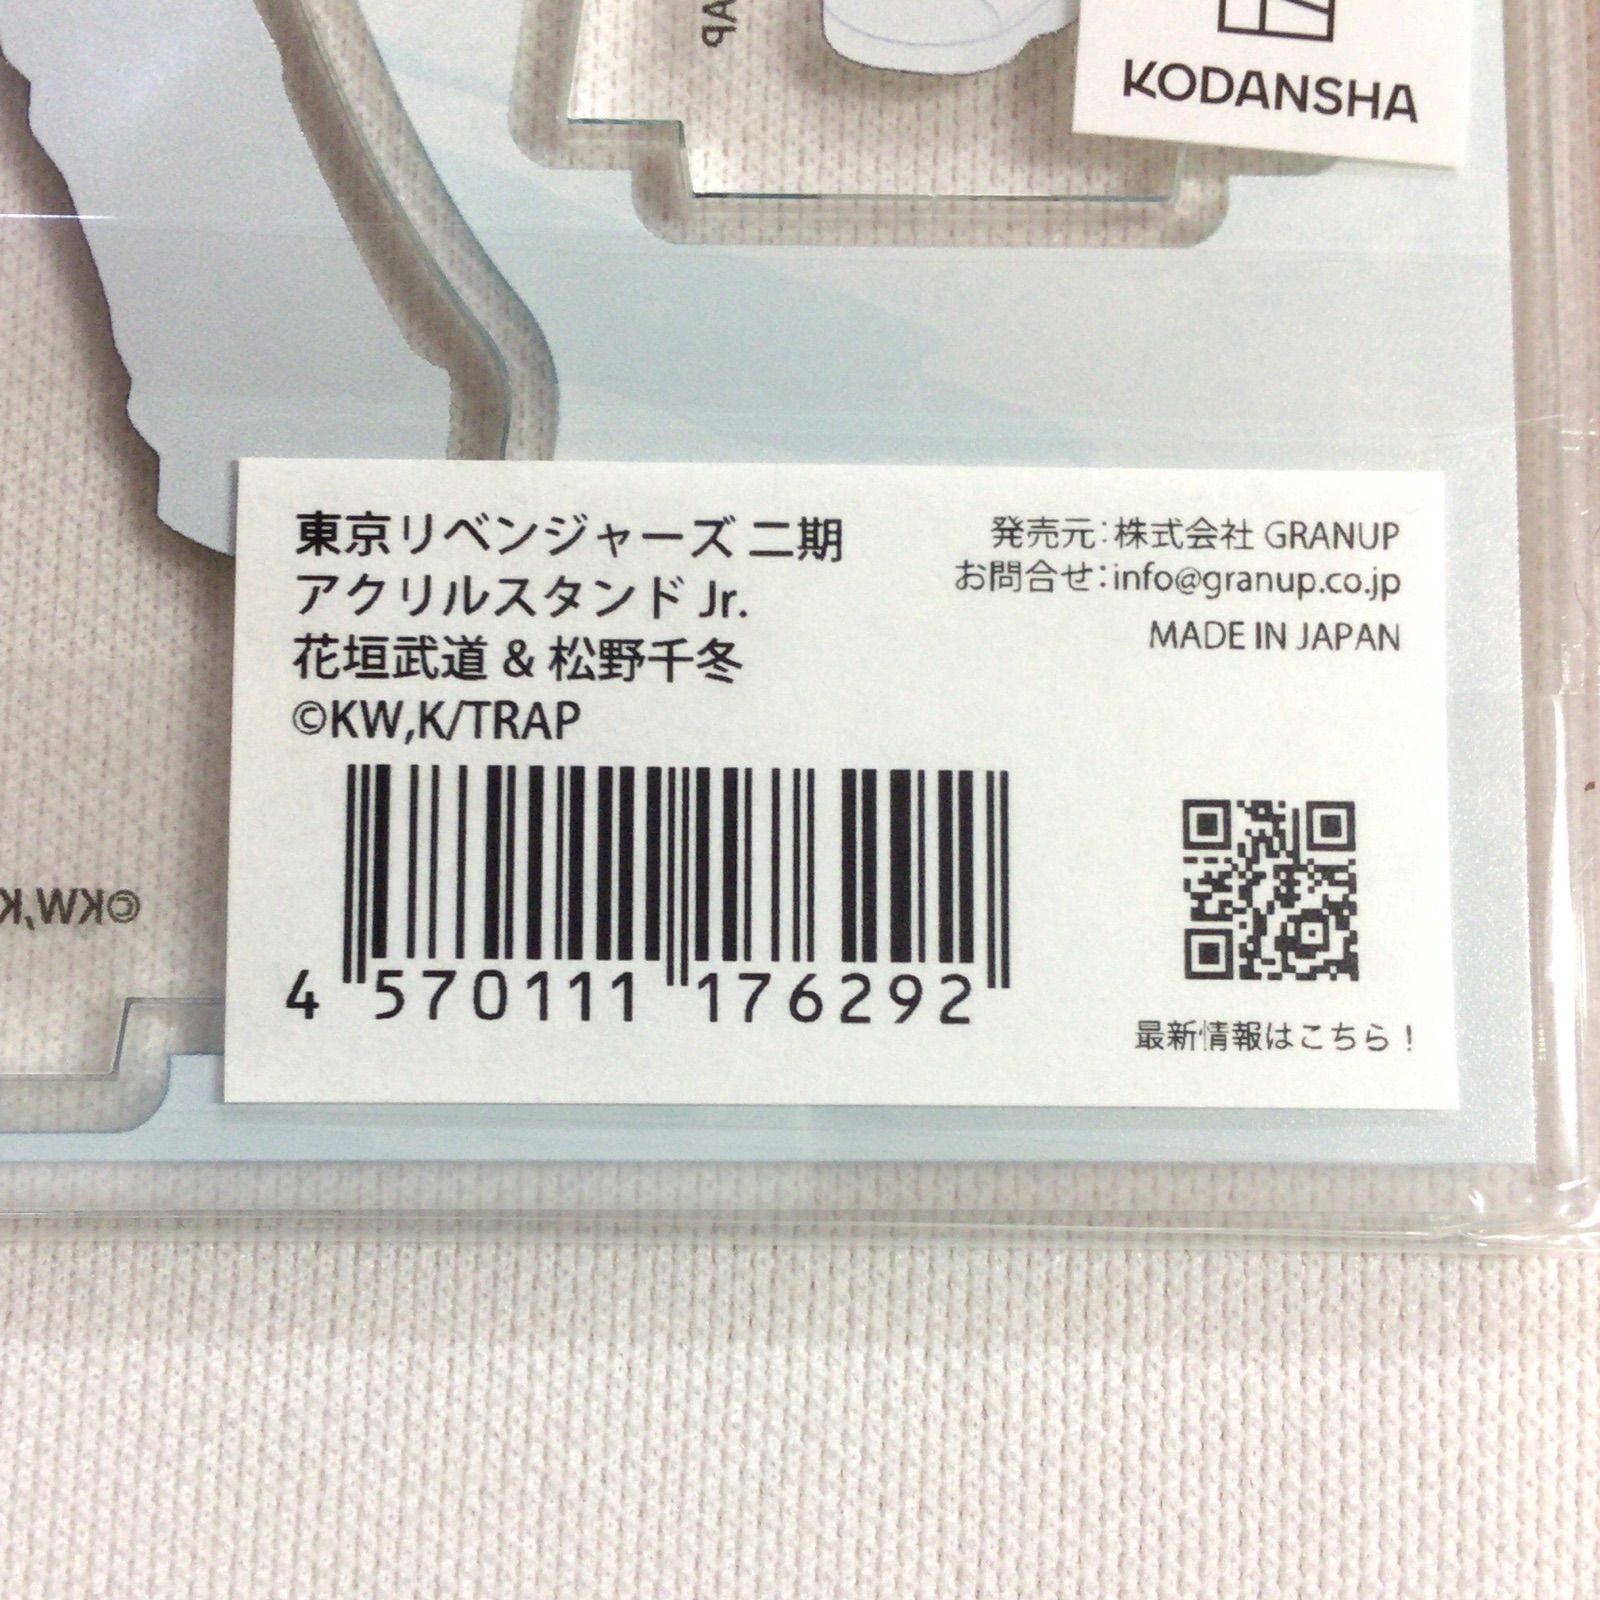 AP
KODANSHA
東京リベンジャーズ 二期
アクリルスタンド Jr.
花垣武道 & 松野千冬
©KW,K/TRAP
発売元:株式会社 GRANUP
お問合せ:info@granup.co.jp
MADE IN JAPAN
4 570111 176292
最新情報はこちら!
©KW,K